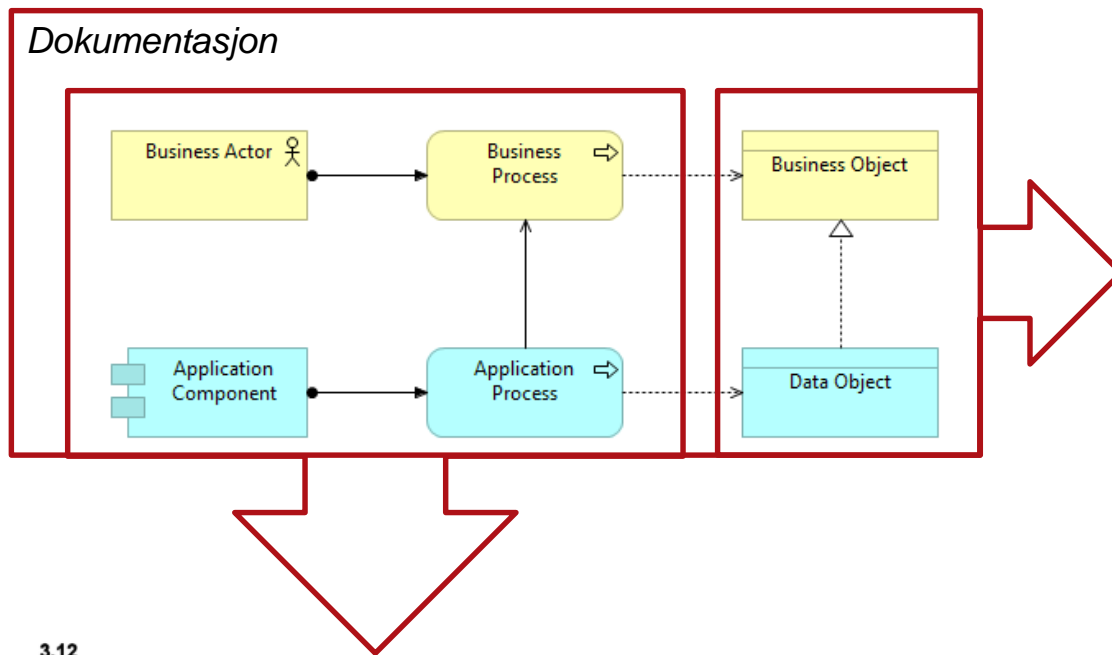 Dokumentasjon
Business Actor
Business
Process
Business Object
Application
Component
Application
Process
Data Object
3.12